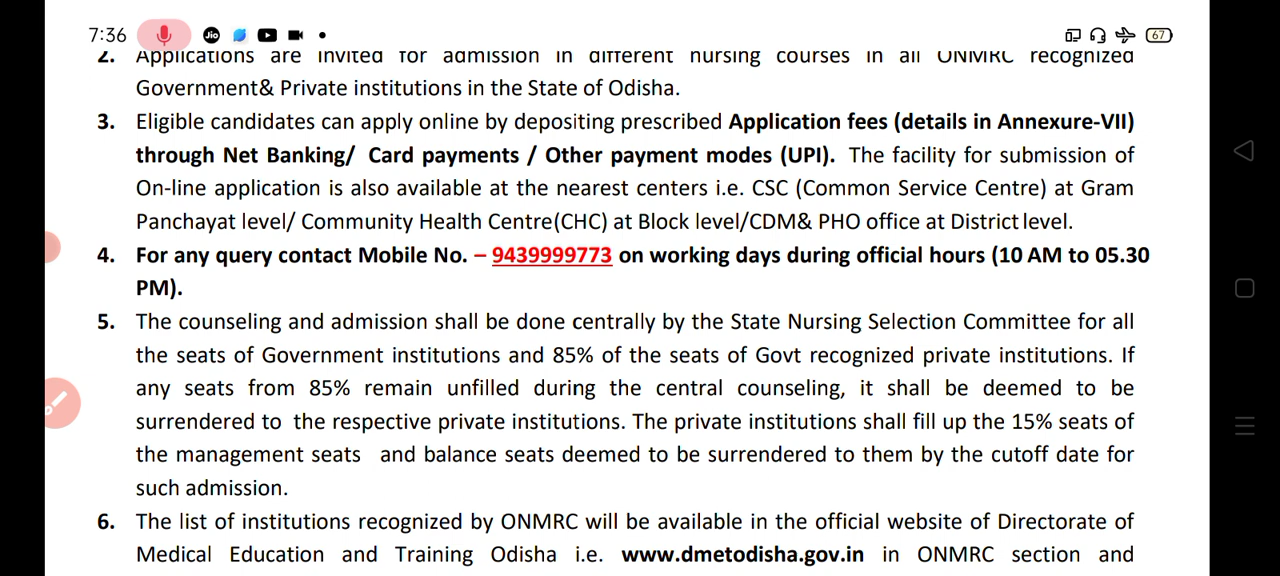 7:36 Jio 67
2. Applications are invited for admission in different nursing courses in all ONMRC recognized
Government& Private institutions in the State of Odisha.
3. Eligible candidates can apply online by depositing prescribed Application fees (details in Annexure-VII)
through Net Banking/ Card payments / Other payment modes (UPI). The facility for submission of
On-line application is also available at the nearest centers i.e. CSC (Common Service Centre) at Gram
Panchayat level/ Community Health Centre(CHC) at Block level/CDM& PHO office at District level.
4. For any query contact Mobile No. – 9439999773 on working days during official hours (10 AM to 05.30
PM).
5. The counseling and admission shall be done centrally by the State Nursing Selection Committee for all
the seats of Government institutions and 85% of the seats of Govt recognized private institutions. If
any seats from 85% remain unfilled during the central counseling, it shall be deemed to be
surrendered to the respective private institutions. The private institutions shall fill up the 15% seats of
the management seats and balance seats deemed to be surrendered to them by the cutoff date for
such admission.
6. The list of institutions recognized by ONMRC will be available in the official website of Directorate of
Medical Education and Training Odisha i.e. www.dmetodisha.gov.in in ONMRC section and